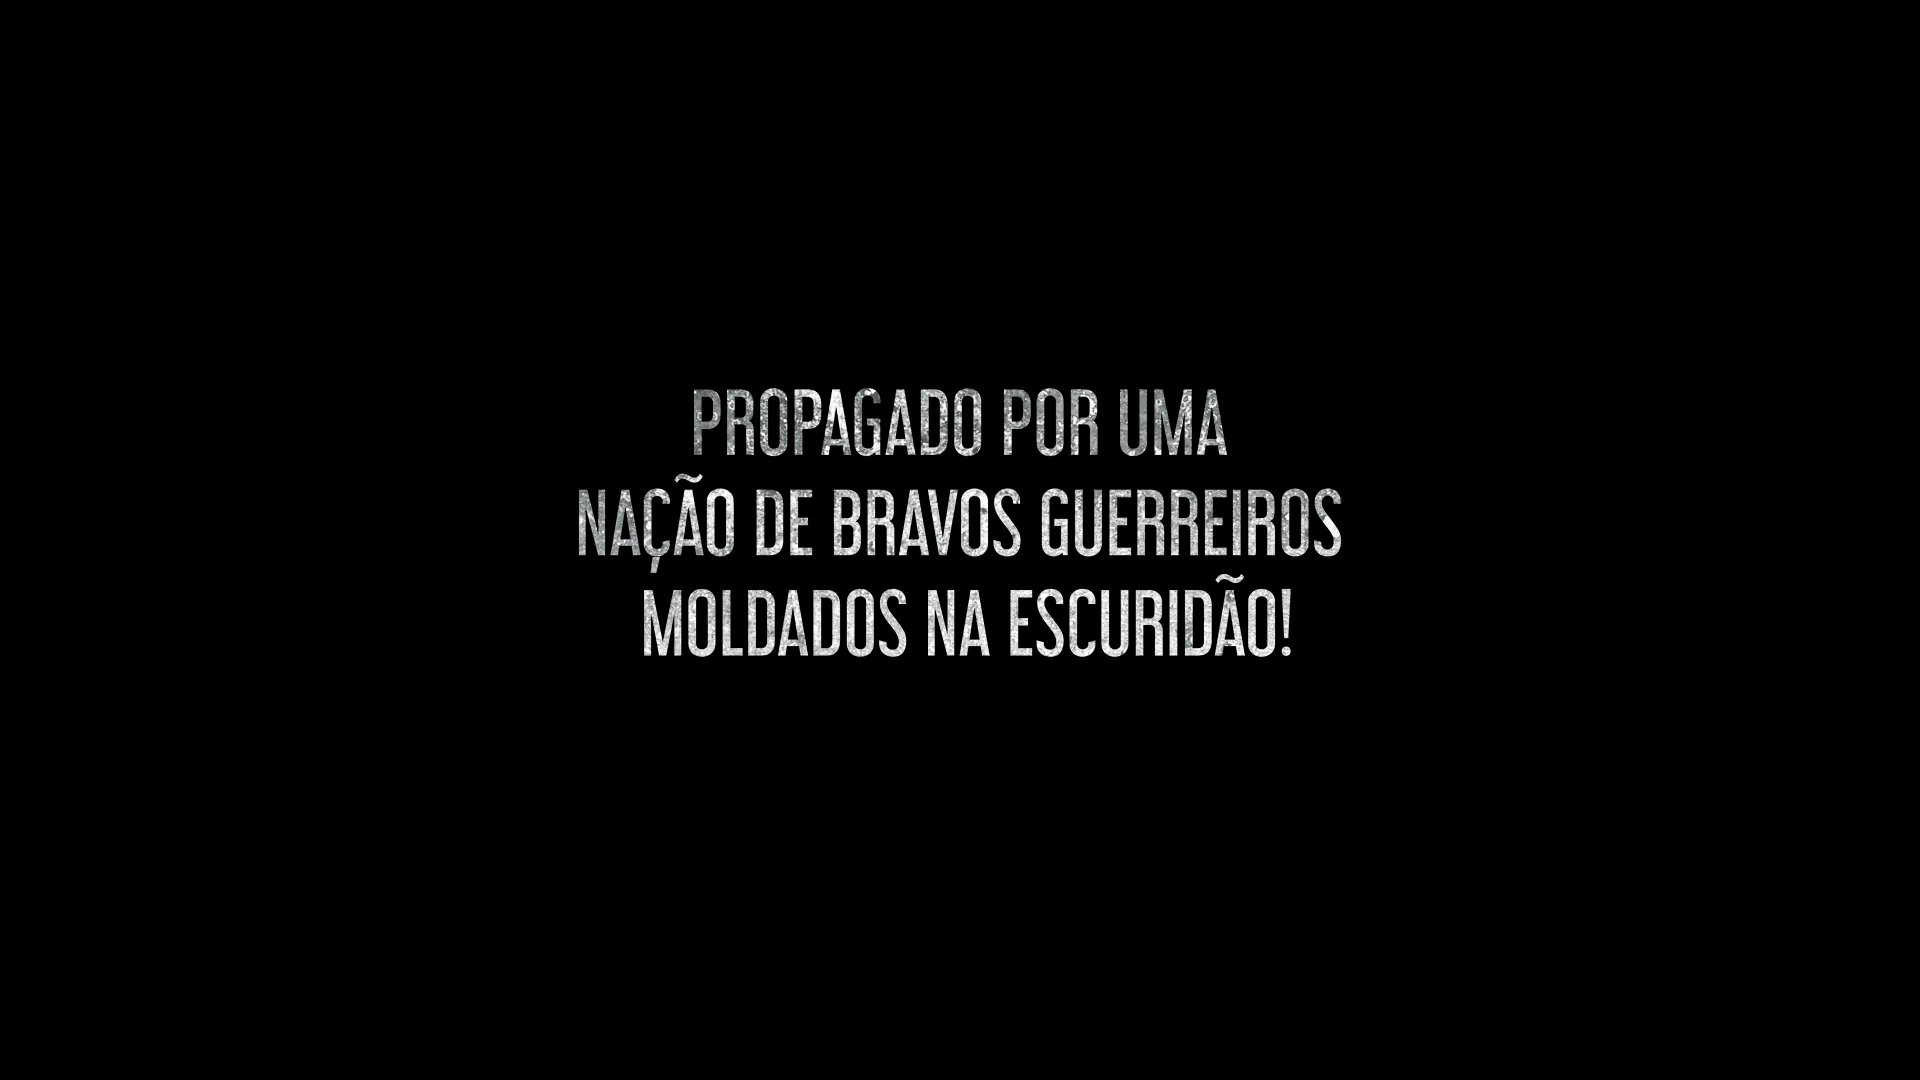 PROPAGADO POR UMA
NAÇÃO DE BRAVOS GUERREIROS
MOLDADOS NA ESCURIDÃO!